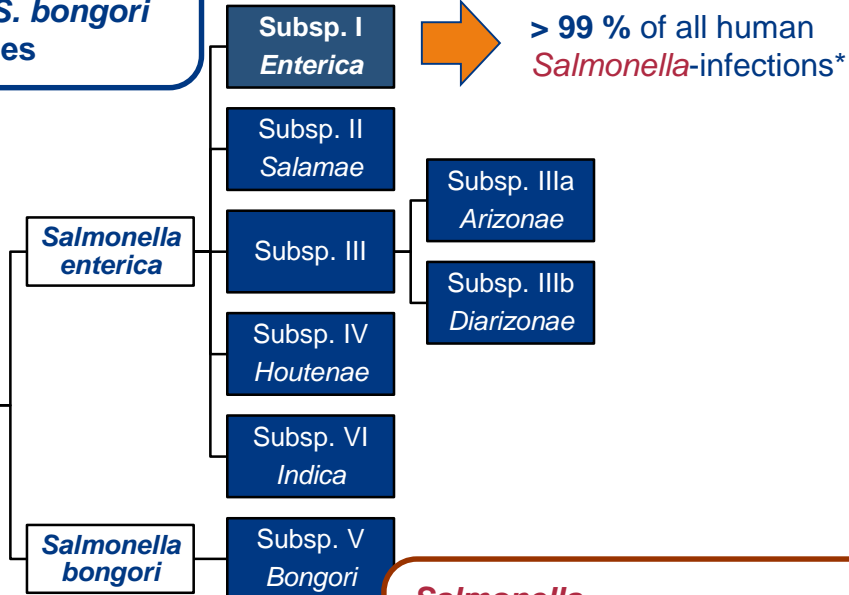 S. bongori
es
Subsp. I
Enterica
> 99 % of all human
Salmonella-infections*
Subsp. II
Salamae
Subsp. IIIa
Arizonae
Salmonella
enterica
Subsp. III
Subsp. IIIb
Diarizonae
Subsp. IV
Houtenae
Subsp. VI
Indica
Salmonella
bongori
Subsp. V
Bongori
Salmonella